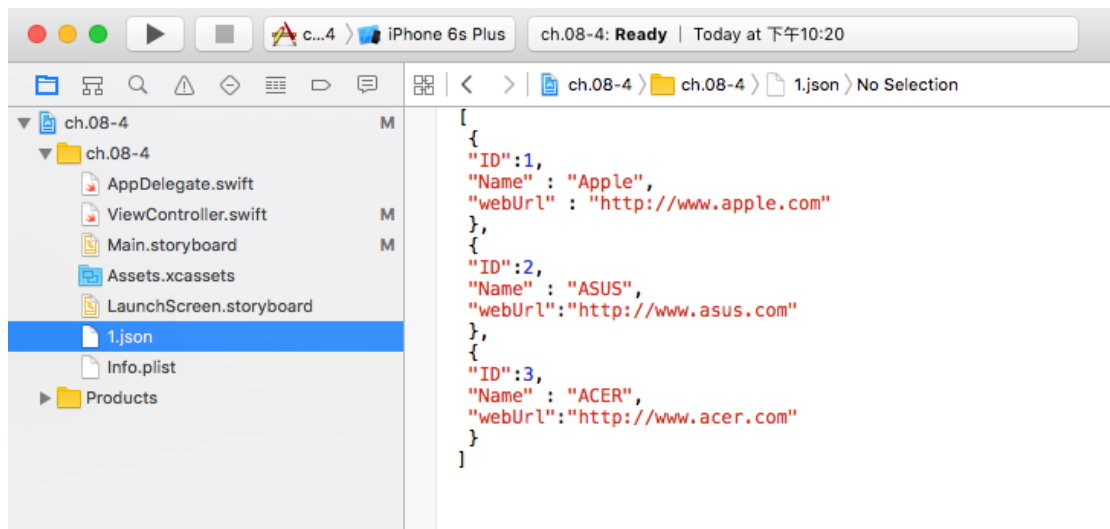 c...4 〉 iPhone 6s Plus
ch.08-4: Ready | Today at 下午10:20
ch.08-4 〉 ch.08-4 〉 1.json 〉 No Selection
ch.08-4 M
ch.08-4
AppDelegate.swift
ViewController.swift M
Main.storyboard M
Assets.xcassets
LaunchScreen.storyboard
1.json
Info.plist
Products
[
{
"ID":1,
"Name" : "Apple",
"webUrl" : "http://www.apple.com"
},
{
"ID":2,
"Name" : "ASUS",
"webUrl":"http://www.asus.com"
},
{
"ID":3,
"Name" : "ACER",
"webUrl":"http://www.acer.com"
}
]